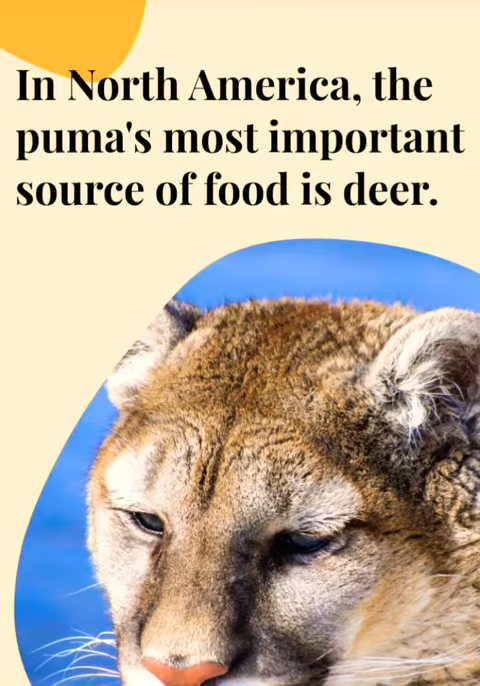 In North America, the
puma's most important
source of food is deer.